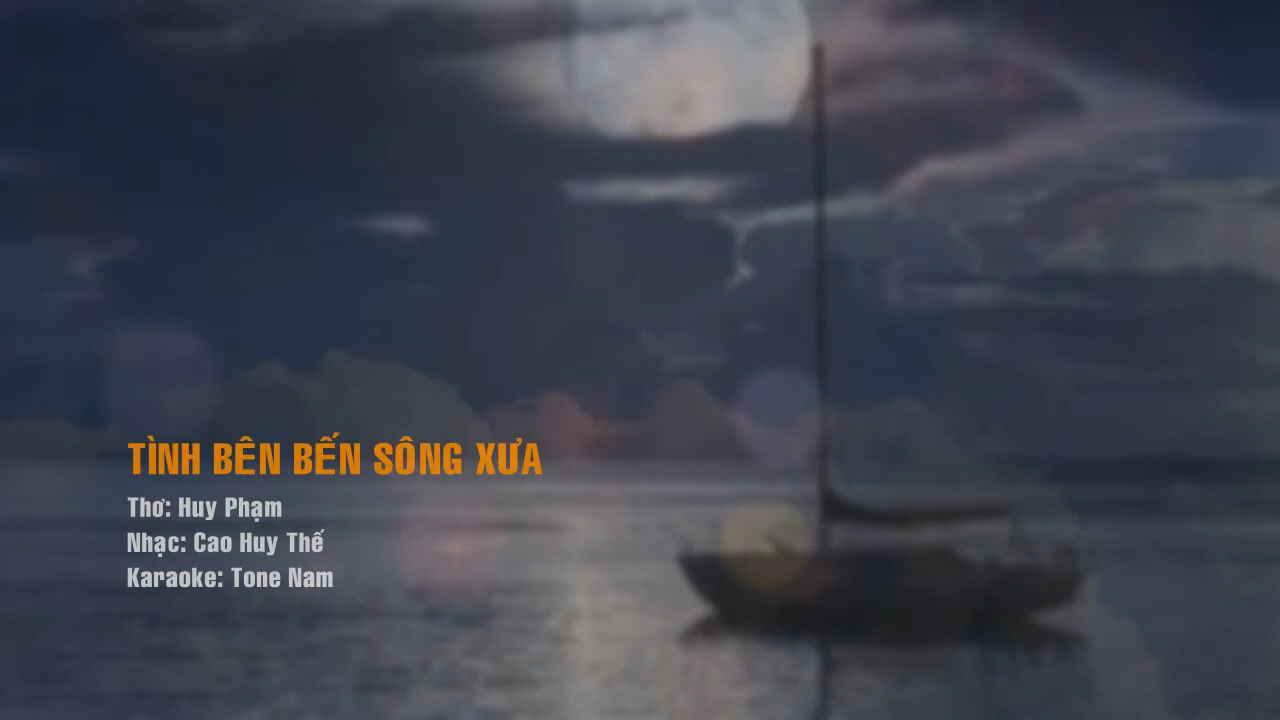 TÌNH BÊN BẾN SÔNG XƯA
Thơ: Huy Phạm
Nhạc: Cao Huy Thế
Karaoke: Tone Nam